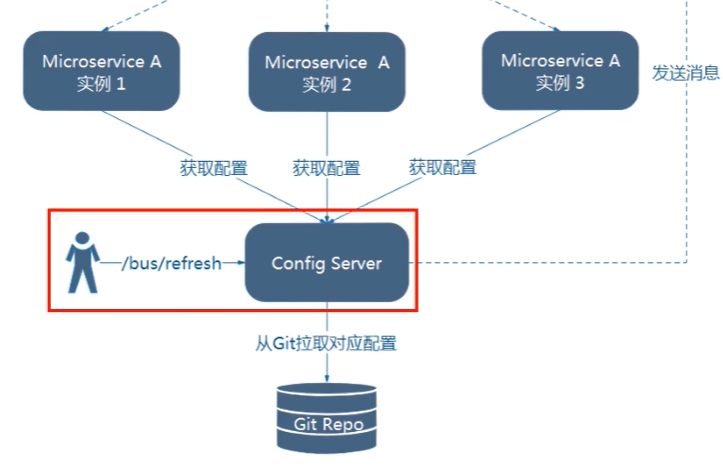 Microservice A
实例 1
Microservice A
实例 2
Microservice A
实例 3
发送消息
获取配置
获取配置
获取配置
/bus/refresh
Config Server
从Git拉取对应配置
Git Repo